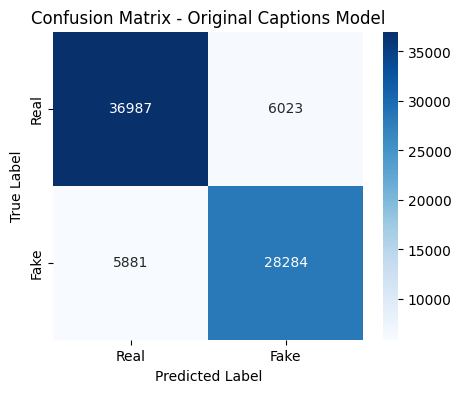 Confusion Matrix - Original Captions Model
True Label
Real
Fake
36987 6023
5881 28284
Real Fake
Predicted Label
35000
30000
25000
20000
15000
10000